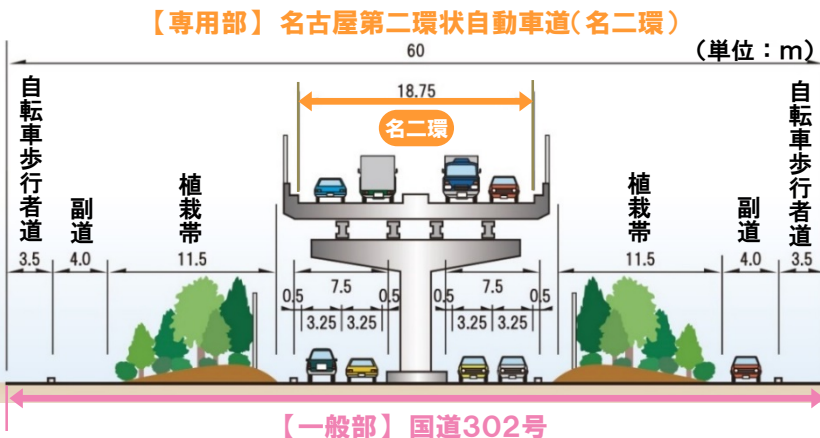 【専用部】名古屋第二環状自動車道(名二環)
60
(単位:m)
18.75
名二環
自転車歩行者道
副道
植栽帯
植栽帯
副道
自転車歩行者道
3.5
4.0
11.5
7.5
7.5
11.5
4.0
3.5
0.5
0.5
0.5
0.5
3.25
3.25
3.25
3.25
【一般部】国道302号